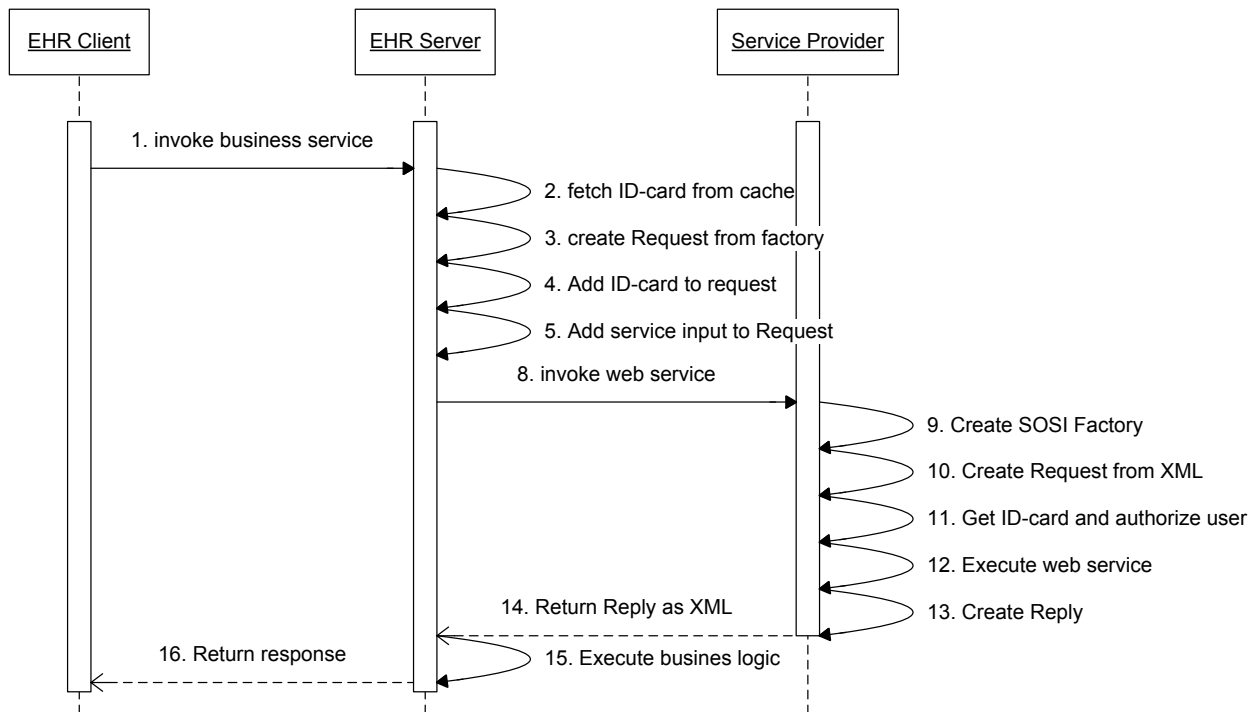 EHR Client
EHR Server
Service Provider
1. invoke business service
2. fetch ID-card from cache
3. create Request from factory
4. Add ID-card to request
5. Add service input to Request
8. invoke web service
9. Create SOSI Factory
10. Create Request from XML
11. Get ID-card and authorize user
12. Execute web service
13. Create Reply
14. Return Reply as XML
15. Execute busines logic
16. Return response